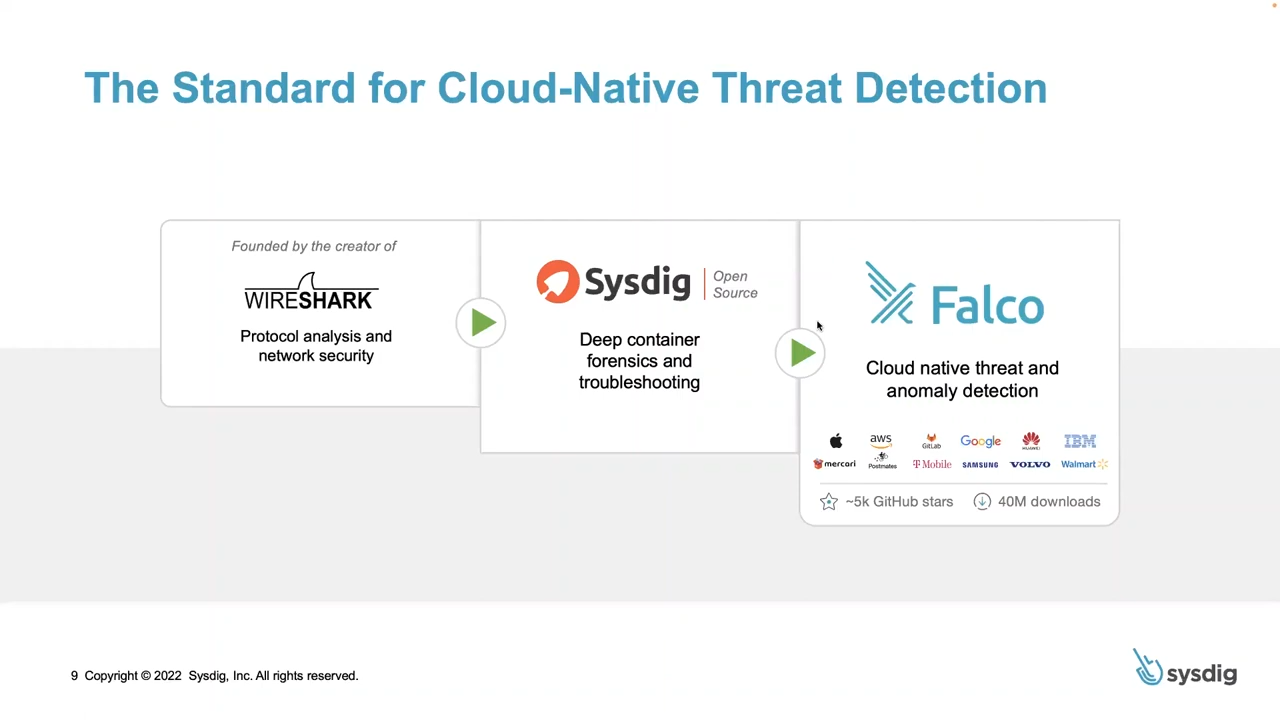 The Standard for Cloud-Native Threat Detection
Founded by the creator of
WIRESHARK
Protocol analysis and
network security
Sysdig
Open
Source
Deep container
forensics and
troubleshooting
Falco
Cloud native threat and
anomaly detection
aws
GitLab
Google
HUAWEI
IBM
mercari
Postmates
T Mobile
SAMSUNG
VOLVO
Walmart
~5k GitHub stars
40M downloads
9 Copyright © 2022 Sysdig, Inc. All rights reserved.
sysdig